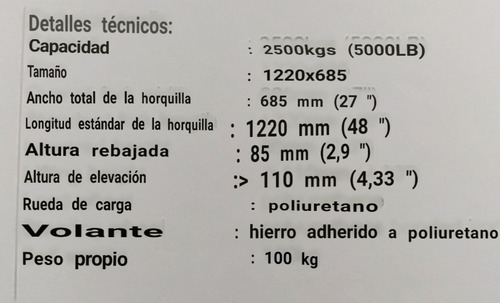 Detalles técnicos:
Capacidad : 2500kgs (5000LB)
Tamaño : 1220x685
Ancho total de la horquilla : 685 mm (27 ")
Longitud estándar de la horquilla : 1220 mm (48 ")
Altura rebajada : 85 mm (2,9 ")
Altura de elevación :> 110 mm (4,33 ")
Rueda de carga : poliuretano
Volante : hierro adherido a poliuretano
Peso propio : 100 kg